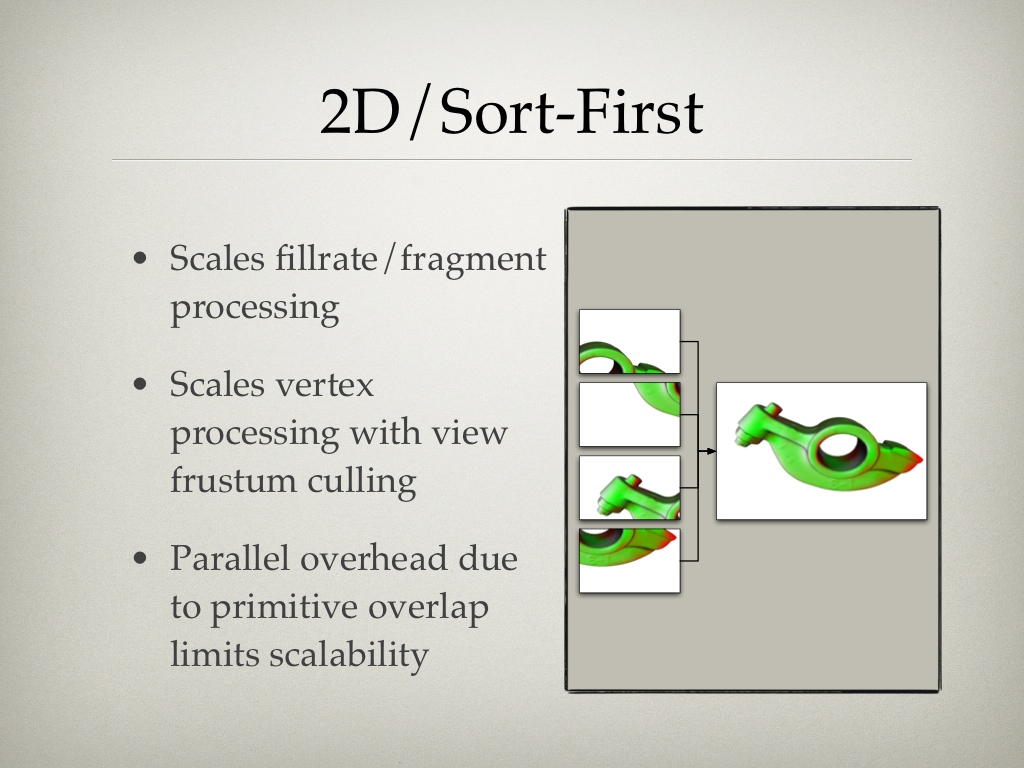 2D/Sort-First
• Scales fillrate/fragment
processing
• Scales vertex
processing with view
frustum culling
• Parallel overhead due
to primitive overlap
limits scalability